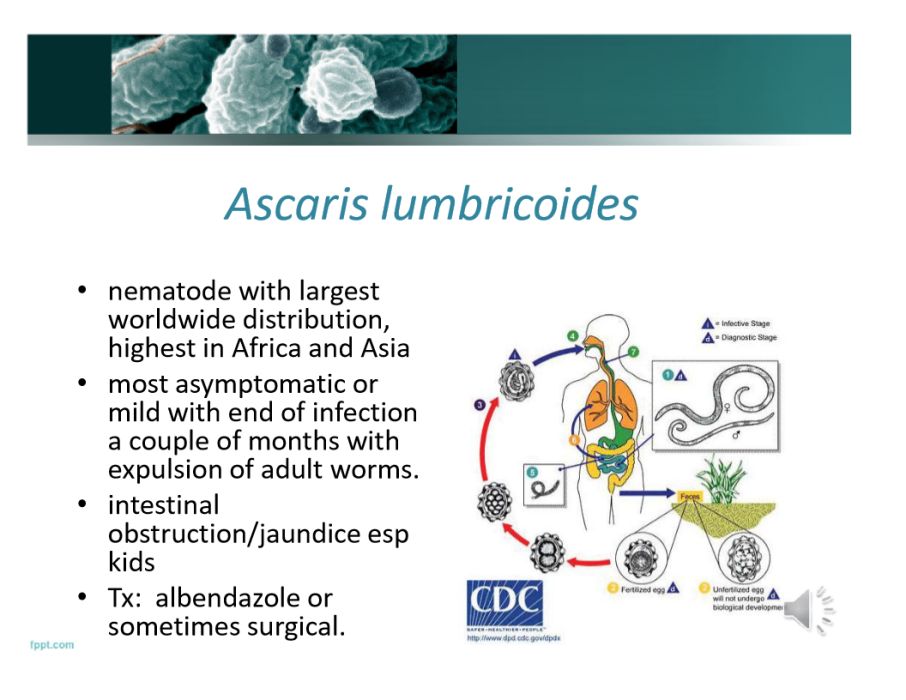 Ascaris lumbricoides
• nematode with largest
worldwide distribution,
highest in Africa and Asia
• most asymptomatic or
mild with end of infection
a couple of months with
expulsion of adult worms.
• intestinal
obstruction/jaundice esp
kids
• Tx: albendazole or
sometimes surgical.
i = Infective Stage
d = Diagnostic Stage
4
7
i
1 d
♀
♂
3
6
5
Feces
2 Fertilized egg d
2 Unfertilized egg
will not undergo d
biological developme
CDC
SAFER•HEALTHIER•PEOPLE™
http://www.dpd.cdc.gov/dpdx
fppt.com